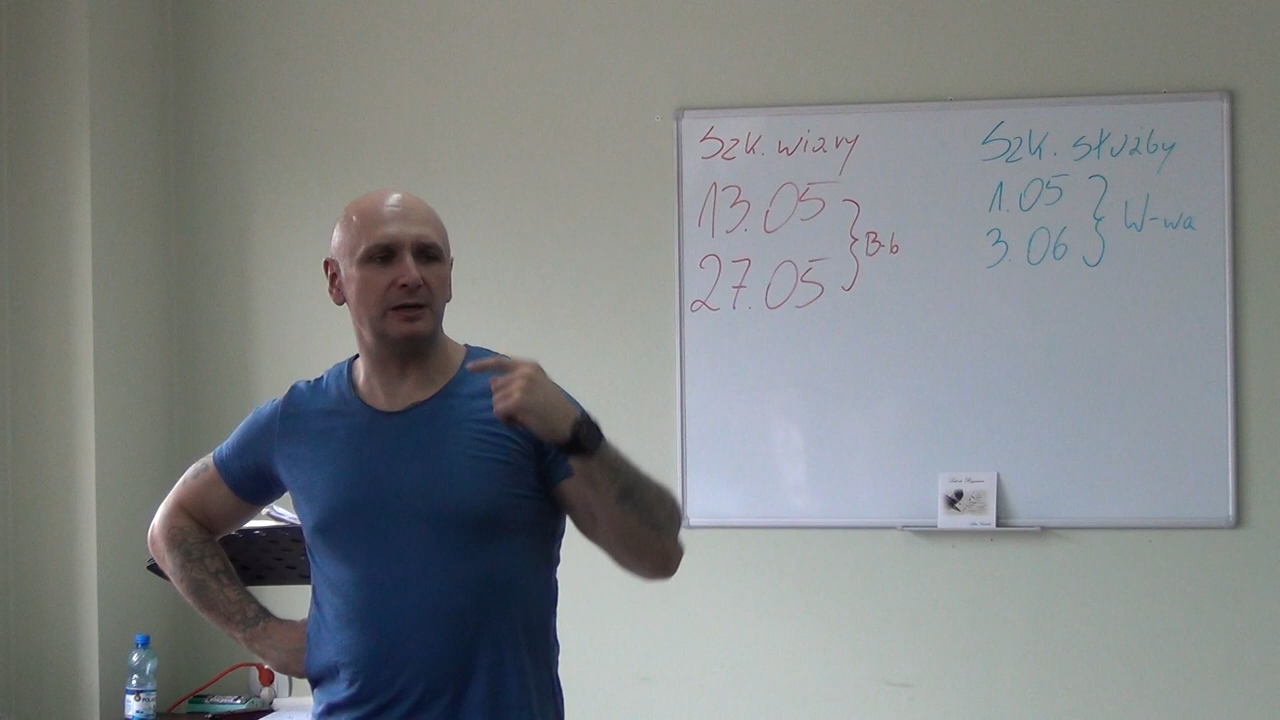 Szk. wiary
13.05
27.05
B-b
Szk. służby
1.05
3.06
W-wa